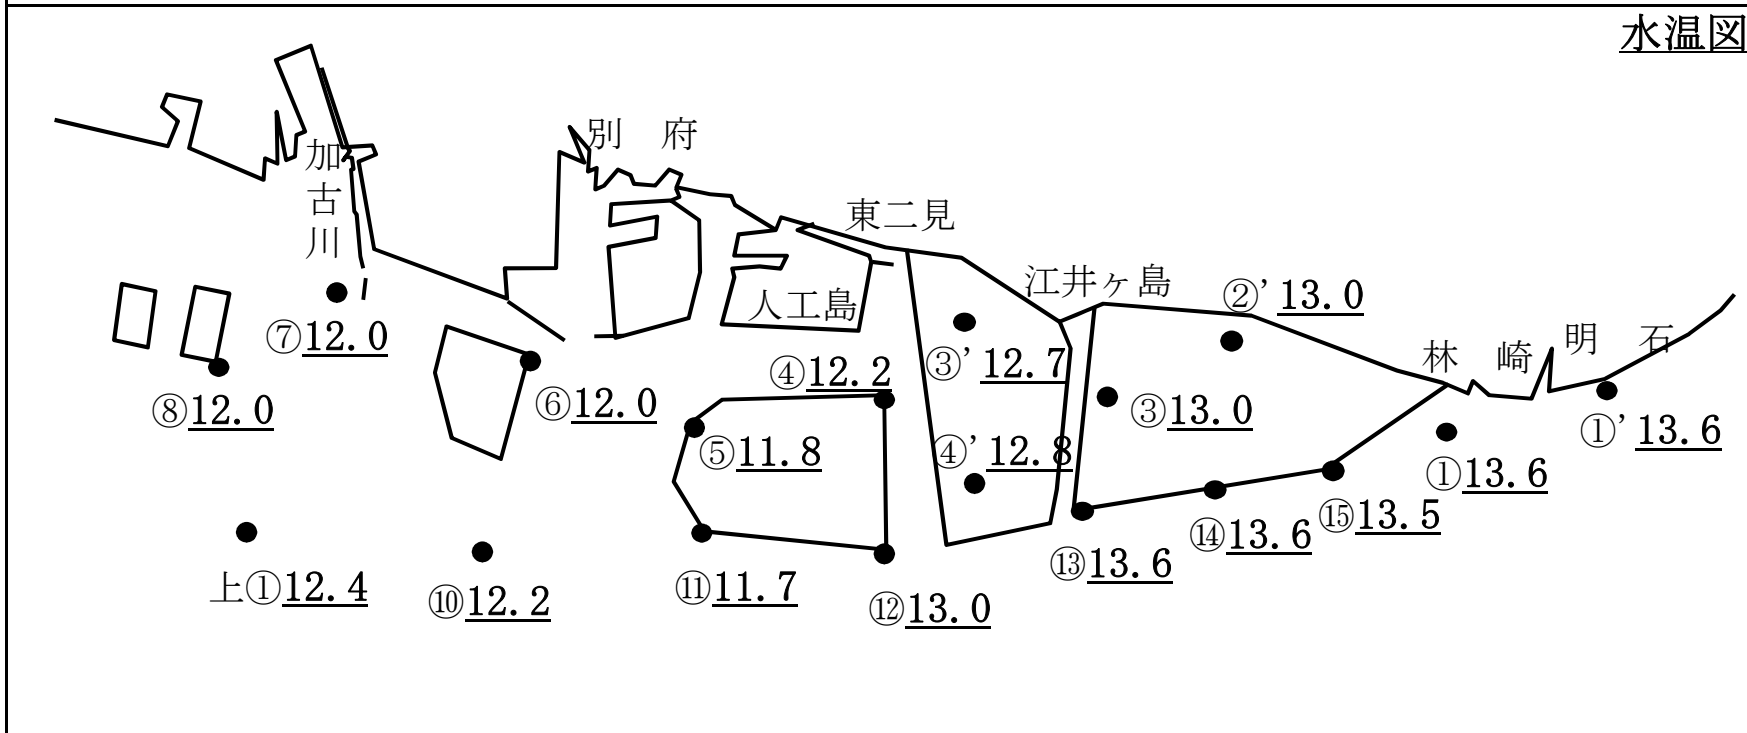 水温図
別　府
加古川
東二見
江井ヶ島
人工島
林　崎
明　石
②’13.0
⑦12.0
③’12.7
④12.2
⑧12.0
⑥12.0
③13.0
①’13.6
⑤11.8
④’12.8
①13.6
⑮13.5
⑭13.6
⑬13.6
上①12.4
⑩12.2
⑪11.7
⑫13.0